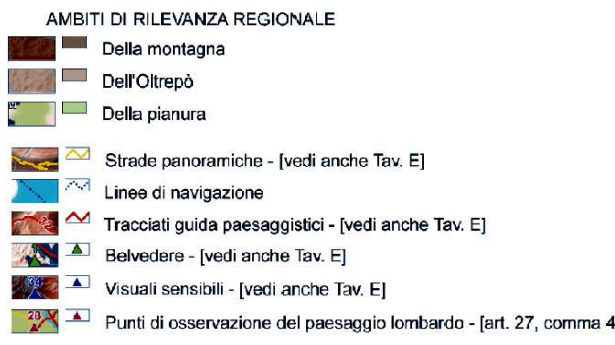 AMBITI DI RILEVANZA REGIONALE
Della montagna
Dell'Oltrepò
Della pianura
Strade panoramiche - [vedi anche Tav. E]
Linee di navigazione
Tracciati guida paesaggistici - [vedi anche Tav. E]
Belvedere - [vedi anche Tav. E]
Visuali sensibili - [vedi anche Tav. E]
Punti di osservazione del paesaggio lombardo - [art. 27, comma 4